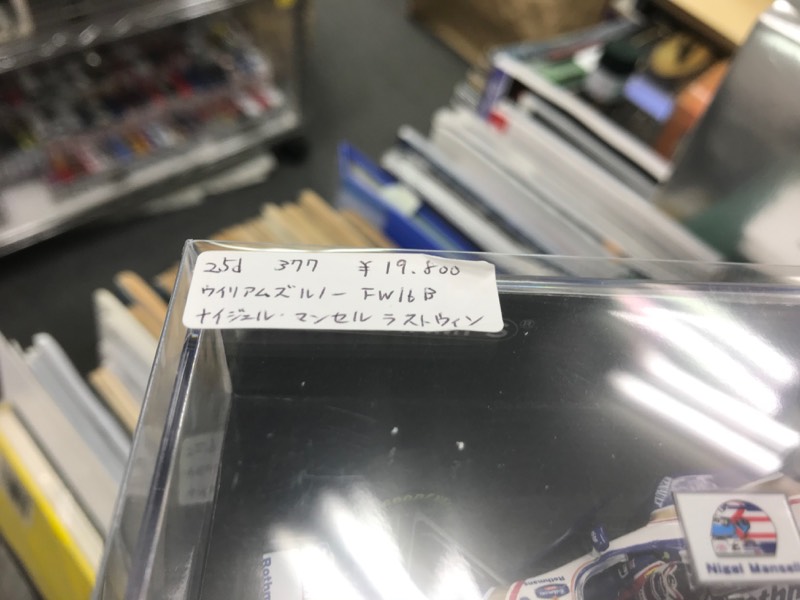 25d 377 ¥19.800
ウイリアムズルノー FW16B
ナイジェル・マンセル ラストウィン
Rothmans
Nigel Mansell